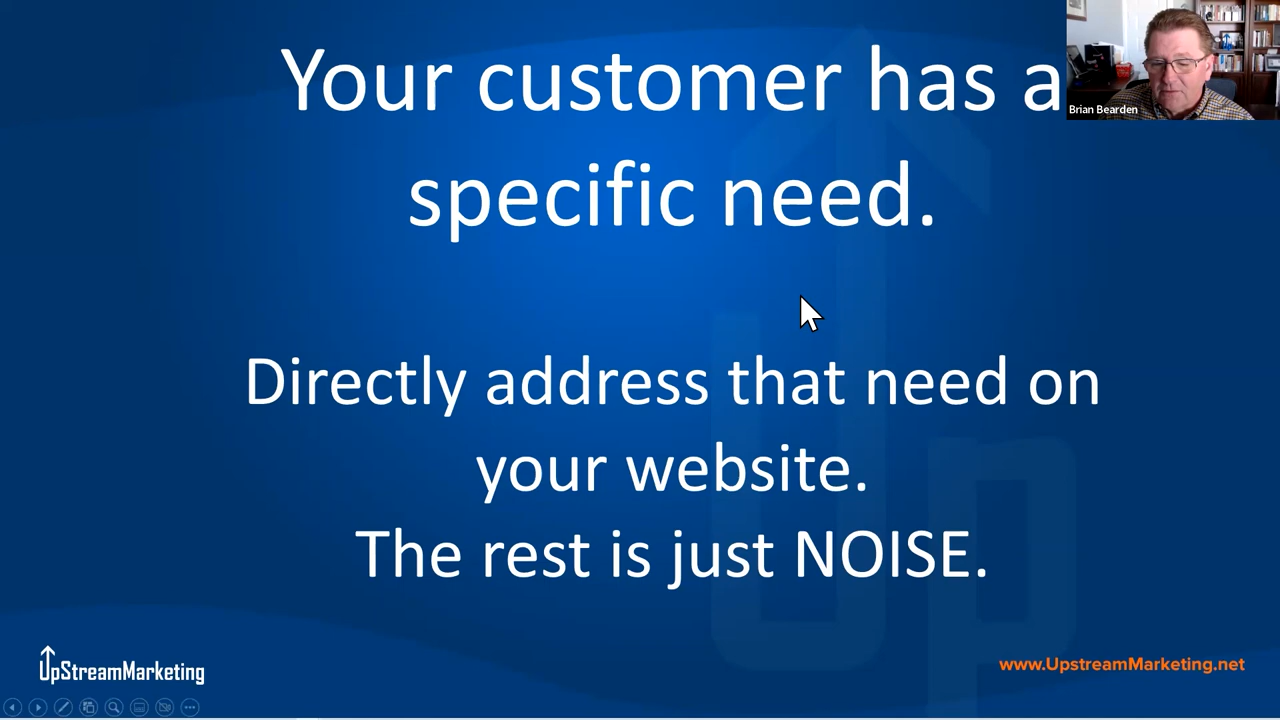 Your customer has a
specific need.
Brian Bearden
Directly address that need on
your website.
The rest is just NOISE.
UpStreamMarketing
www.UpstreamMarketing.net